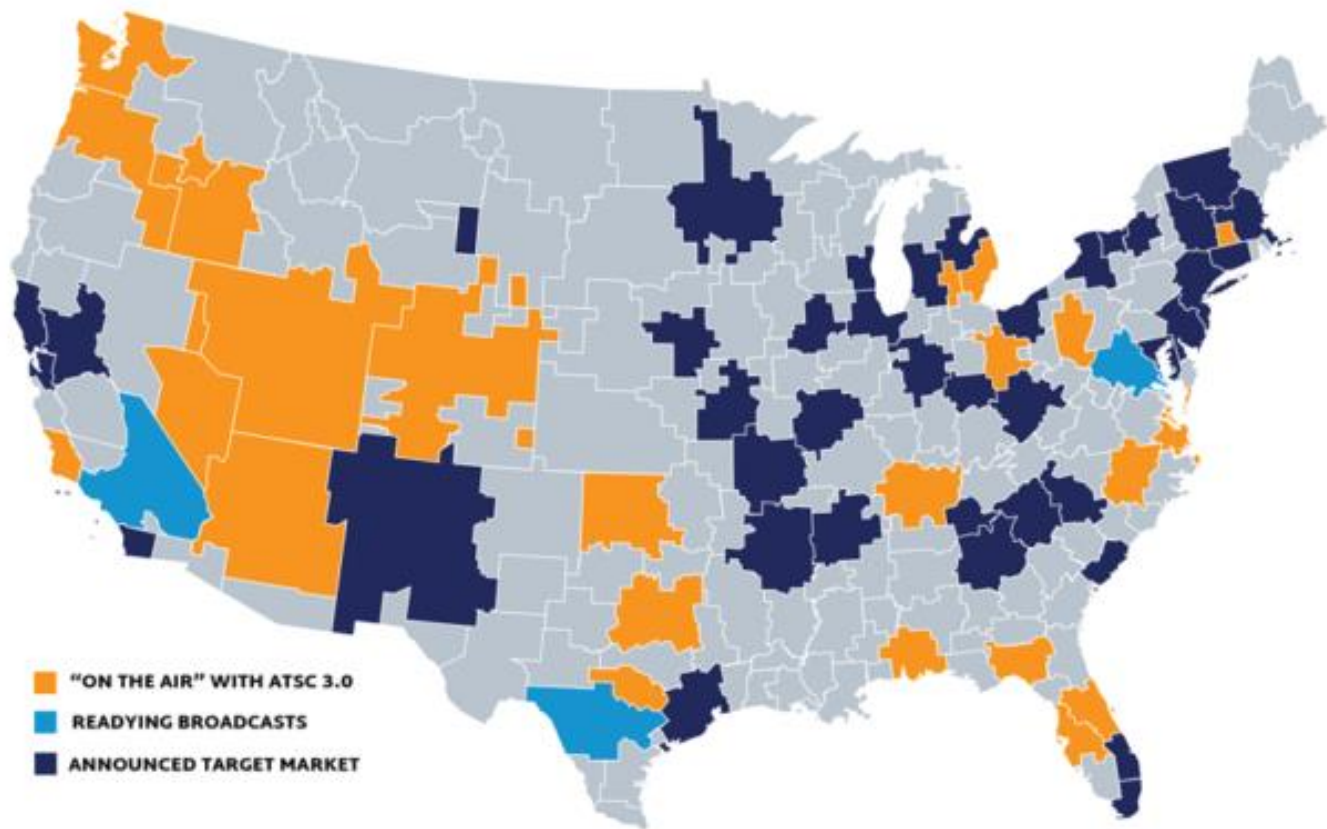 “ON THE AIR” WITH ATSC 3.0
READYING BROADCASTS
ANNOUNCED TARGET MARKET